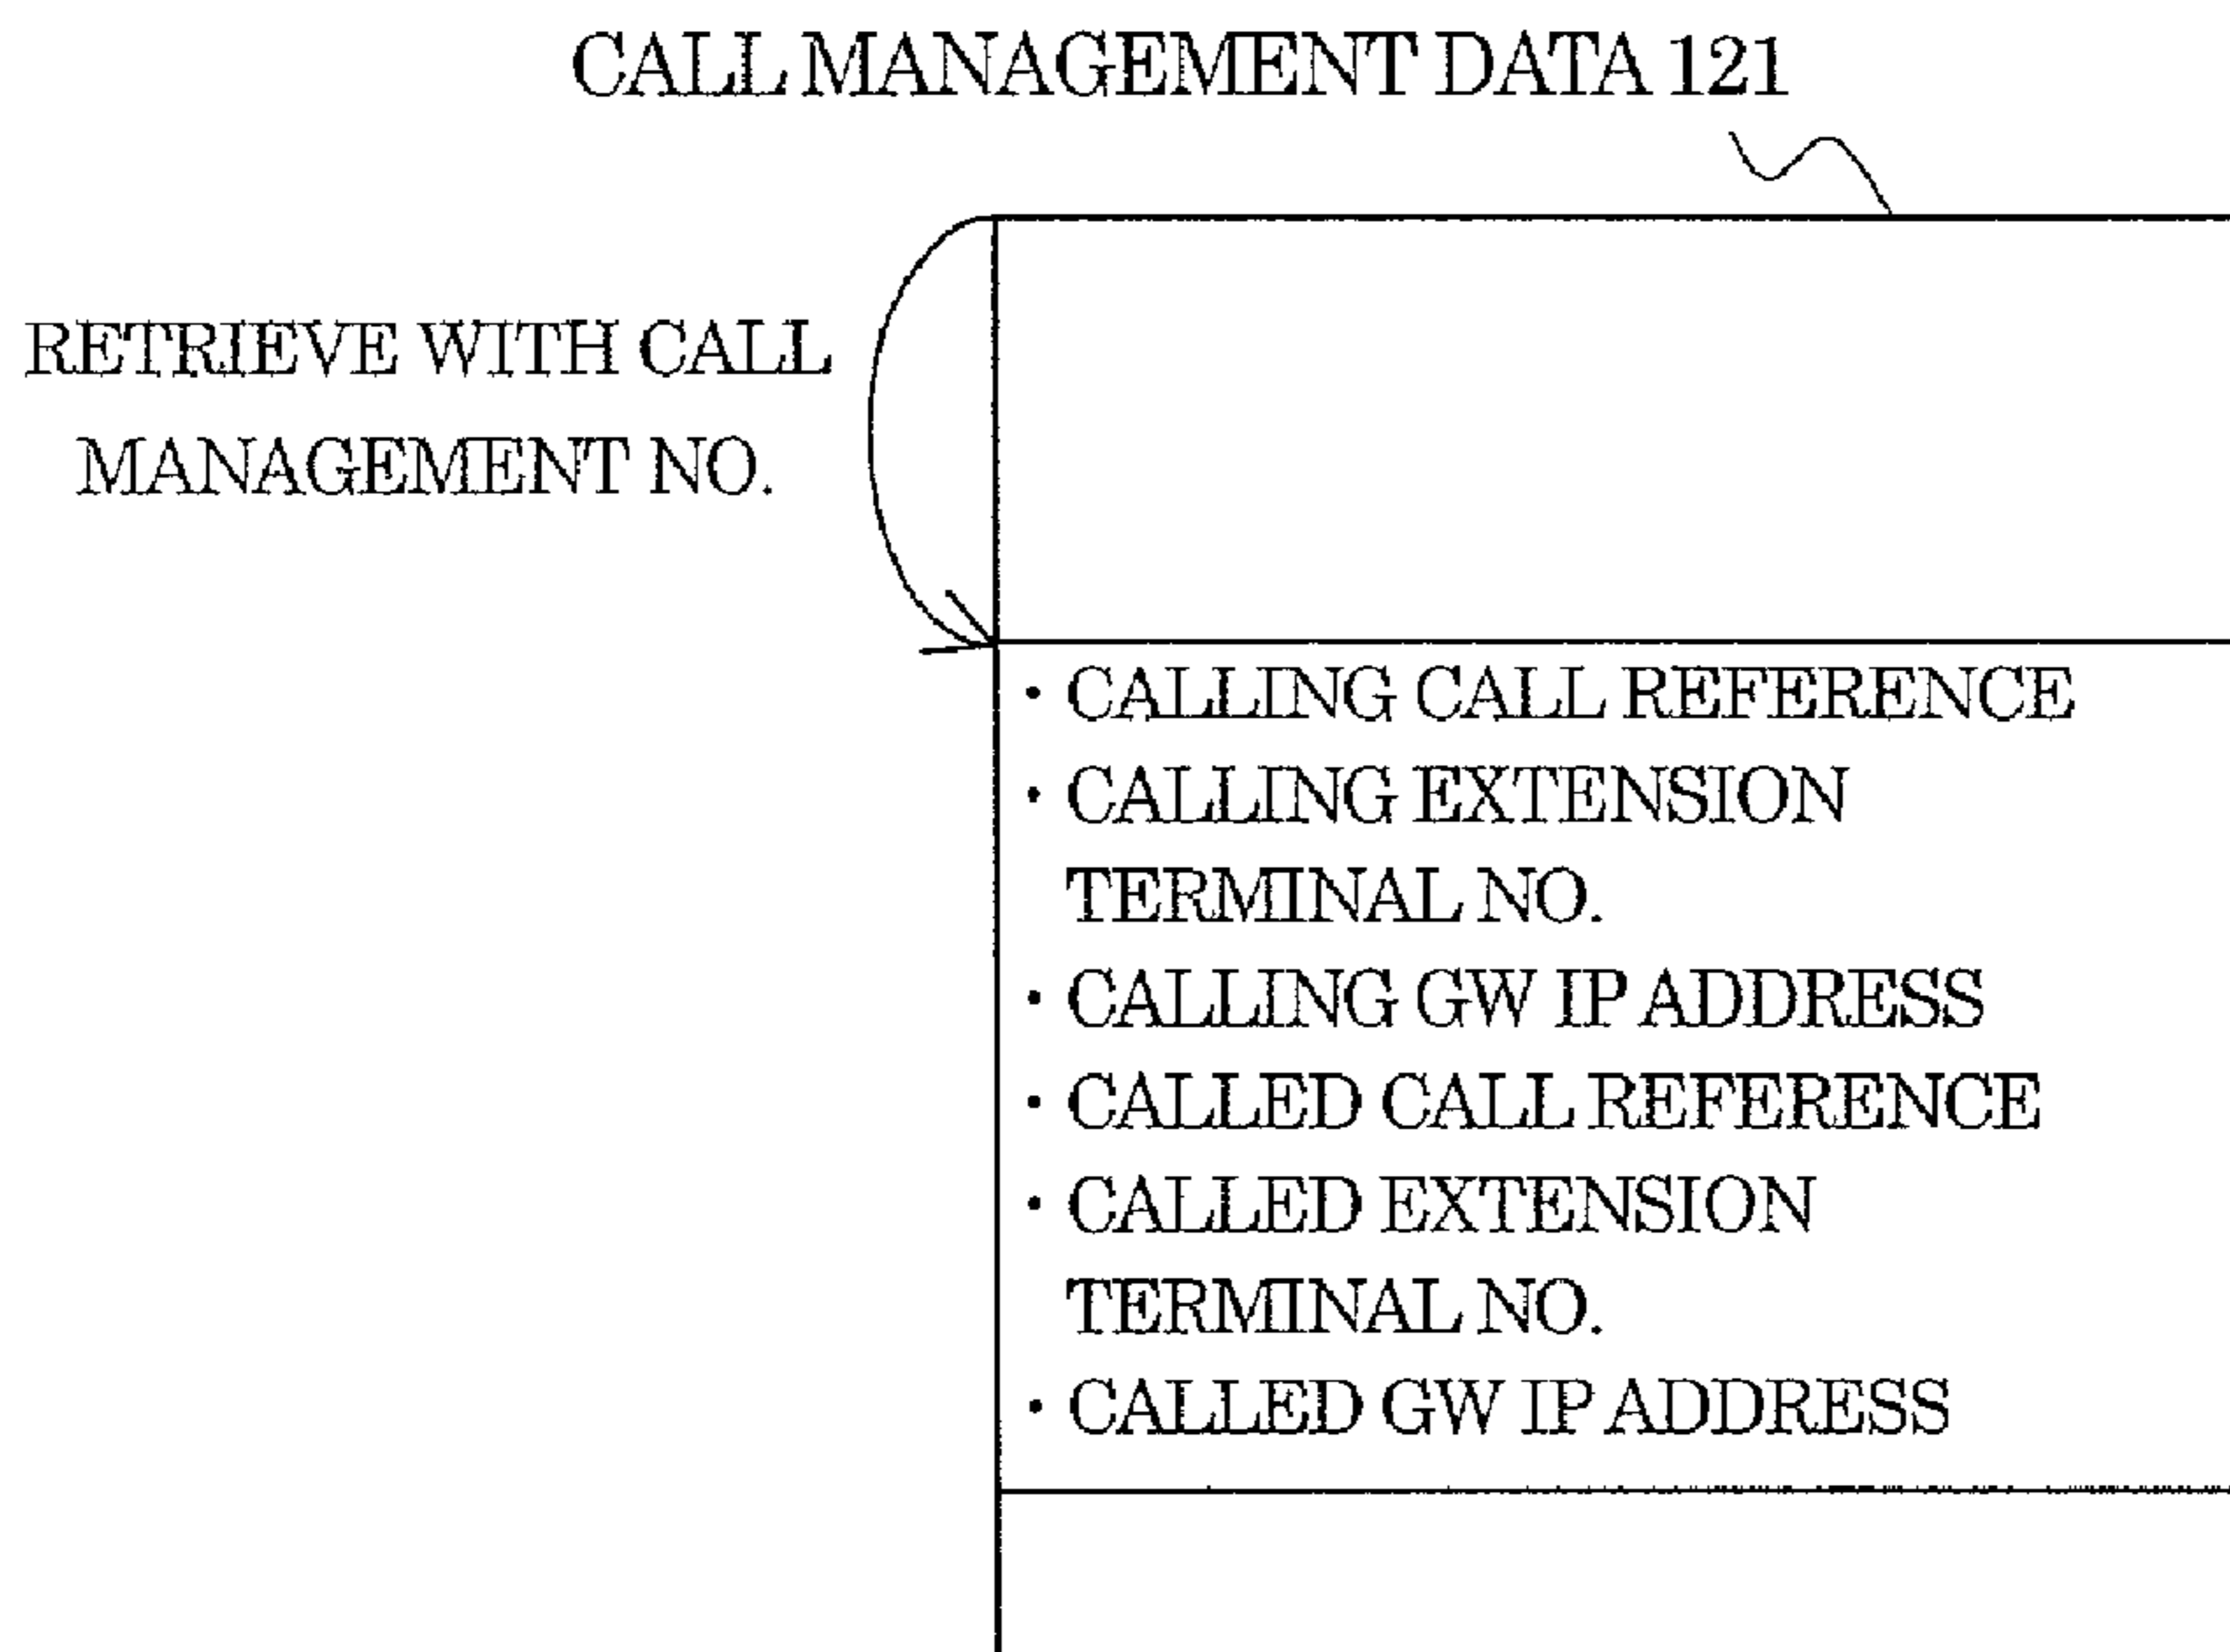 CALL MANAGEMENT DATA 121
RETRIEVE WITH CALL
MANAGEMENT NO.
• CALLING CALL REFERENCE
• CALLING EXTENSION
TERMINAL NO.
• CALLING GW IP ADDRESS
• CALLED CALL REFERENCE
• CALLED EXTENSION
TERMINAL NO.
• CALLED GW IP ADDRESS